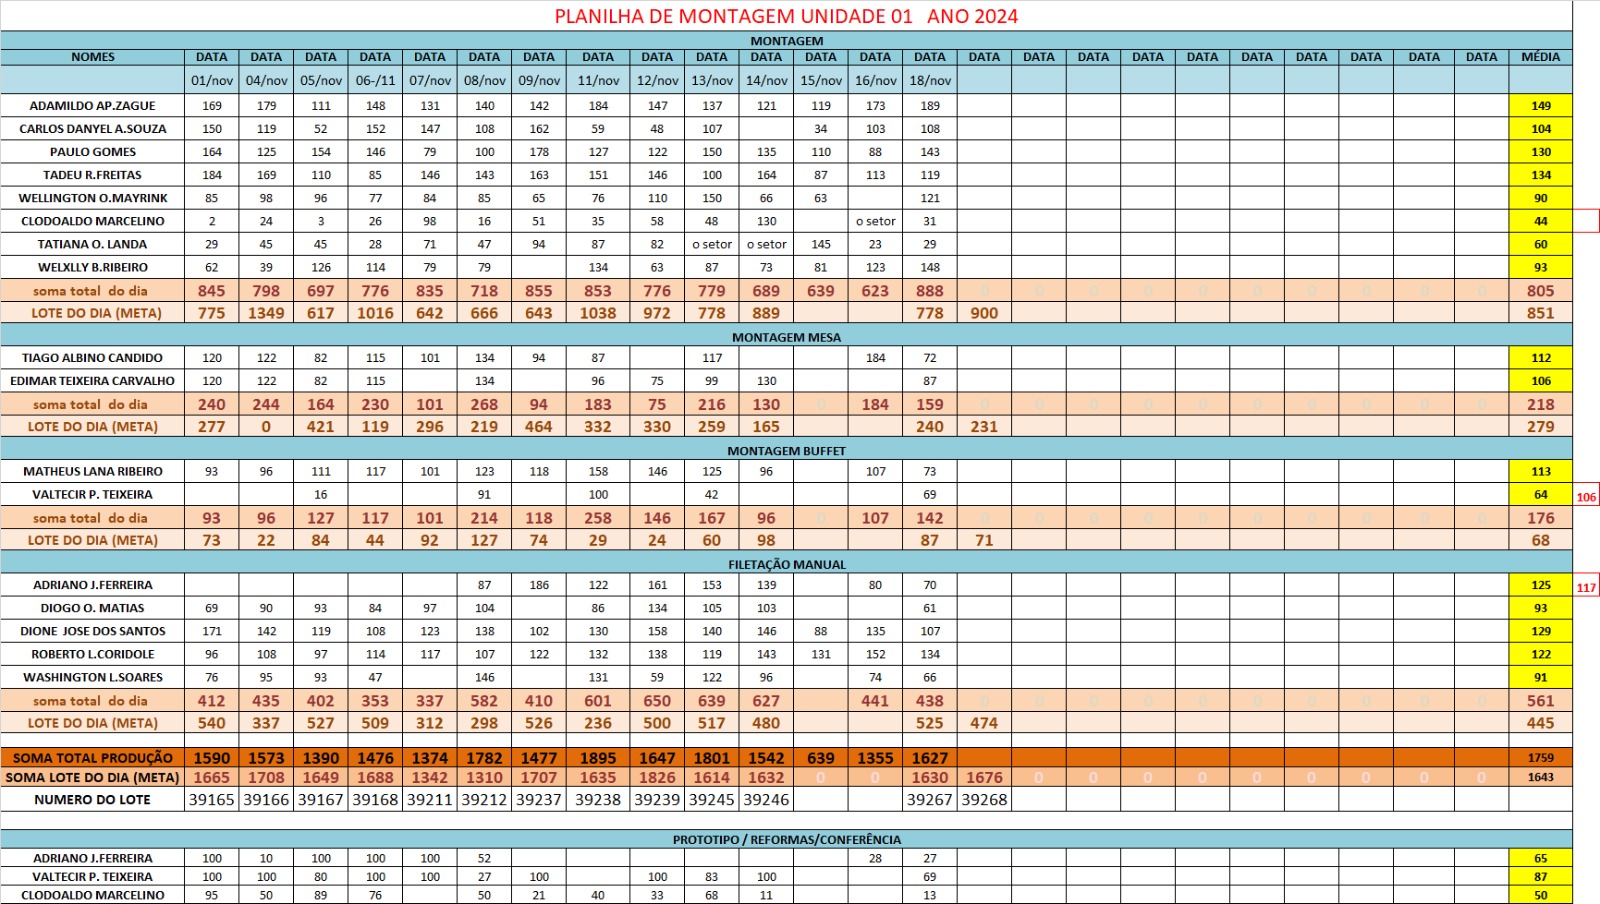 PLANILHA DE MONTAGEM UNIDADE 01 ANO 2024
MONTAGEM
NOMES DATA DATA DATA DATA DATA DATA DATA DATA DATA DATA DATA DATA DATA DATA DATA DATA DATA DATA DATA DATA DATA DATA DATA DATA MÉDIA
01/nov 04/nov 05/nov 06-/11 07/nov 08/nov 09/nov 11/nov 12/nov 13/nov 14/nov 15/nov 16/nov 18/nov
ADAMILDO AP.ZAGUE 169 179 111 148 131 140 142 184 147 137 121 119 173 189 149
CARLOS DANYEL A.SOUZA 150 119 52 152 147 108 162 59 48 107 34 103 108 104
PAULO GOMES 164 125 154 146 79 100 178 127 122 150 135 110 88 143 130
TADEU R.FREITAS 184 169 110 85 146 143 163 151 146 100 164 87 113 119 134
WELLINGTON O.MAYRINK 85 98 96 77 84 85 65 76 110 150 66 63 121 90
CLODOALDO MARCELINO 2 24 3 26 98 16 51 35 58 48 130 o setor 31 44
TATIANA O. LANDA 29 45 45 28 71 47 94 87 82 o setor o setor 145 23 29 60
WELXLLY B.RIBEIRO 62 39 126 114 79 79 134 63 87 73 81 123 148 93
soma total do dia 845 798 697 776 835 718 855 853 776 779 689 639 623 888 0 0 0 0 0 0 0 0 0 0 805
LOTE DO DIA (META) 775 1349 617 1016 642 666 643 1038 972 778 889 778 900 851
MONTAGEM MESA
TIAGO ALBINO CANDIDO 120 122 82 115 101 134 94 87 117 184 72 112
EDIMAR TEIXEIRA CARVALHO 120 122 82 115 134 96 75 99 130 87 106
soma total do dia 240 244 164 230 101 268 94 183 75 216 130 0 184 159 0 0 0 0 0 0 0 0 0 0 218
LOTE DO DIA (META) 277 0 421 119 296 219 464 332 330 259 165 240 231 279
MONTAGEM BUFFET
MATHEUS LANA RIBEIRO 93 96 111 117 101 123 118 158 146 125 96 107 73 113
VALTECIR P. TEIXEIRA 16 91 100 42 69 64 106
soma total do dia 93 96 127 117 101 214 118 258 146 167 96 0 107 142 0 0 0 0 0 0 0 0 0 0 176
LOTE DO DIA (META) 73 22 84 44 92 127 74 29 24 60 98 87 71 68
FILETAÇÃO MANUAL
ADRIANO J.FERREIRA 87 186 122 161 153 139 80 70 125 117
DIOGO O. MATIAS 69 90 93 84 97 104 86 134 105 103 61 93
DIONE JOSE DOS SANTOS 171 142 119 108 123 138 102 130 158 140 146 88 135 107 129
ROBERTO L.CORIDOLE 96 108 97 114 117 107 122 132 138 119 143 131 152 134 122
WASHINGTON L.SOARES 76 95 93 47 146 131 59 122 96 74 66 91
soma total do dia 412 435 402 353 337 582 410 601 650 639 627 441 438 0 0 0 0 0 0 0 0 0 0 561
LOTE DO DIA (META) 540 337 527 509 312 298 526 236 500 517 480 525 474 445
SOMA TOTAL PRODUÇÃO 1590 1573 1390 1476 1374 1782 1477 1895 1647 1801 1542 639 1355 1627 1759
SOMA LOTE DO DIA (META) 1665 1708 1649 1688 1342 1310 1707 1635 1826 1614 1632 0 0 1630 1676 0 0 0 0 0 0 0 0 0 1643
NUMERO DO LOTE 39165 39166 39167 39168 39211 39212 39237 39238 39239 39245 39246 39267 39268
PROTOTIPO / REFORMAS/CONFERÊNCIA
ADRIANO J.FERREIRA 100 10 100 100 100 52 28 27 65
VALTECIR P. TEIXEIRA 100 100 80 100 100 27 100 100 83 100 69 87
CLODOALDO MARCELINO 95 50 89 76 50 21 40 33 68 11 13 50